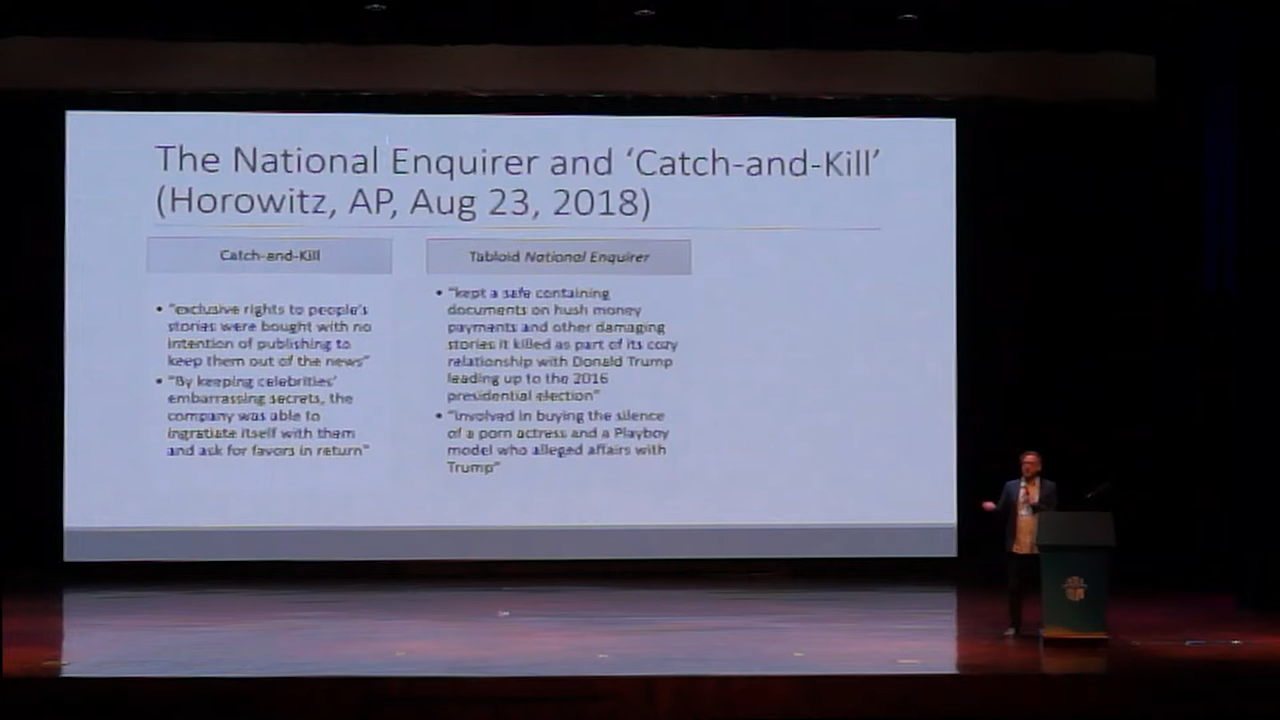 The National Enquirer and ‘Catch-and-Kill’
(Horowitz, AP, Aug 23, 2018)
Catch-and-Kill
• “exclusive rights to people’s
stories were bought with no
intention of publishing to
keep them out of the news”
• “By keeping celebrities’
embarrassing secrets, the
company was able to
ingratiate itself with them
and ask for favors in return”
Tabloid National Enquirer
• “kept a safe containing
documents on hush money
payments and other damaging
stories it killed as part of its cozy
relationship with Donald Trump
leading up to the 2016
presidential election”
• “Involved in buying the silence
of a porn actress and a Playboy
model who alleged affairs with
Trump”